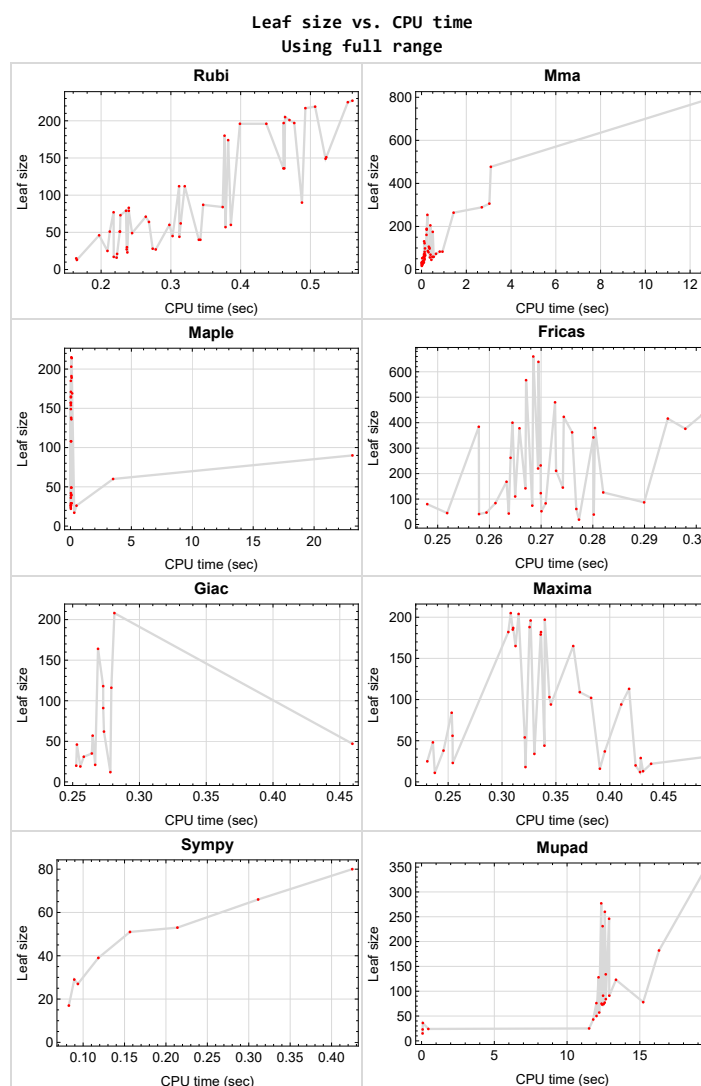 Leaf size vs. CPU time
Using full range
Rubi
Leaf size
200
150
100
50
0
0.2 0.3 0.4 0.5
CPU time (sec)
Mma
Leaf size
800
600
400
200
0
0 2 4 6 8 10 12
CPU time (sec)
Maple
Leaf size
200
150
100
50
0
0 5 10 15 20
CPU time (sec)
Fricas
Leaf size
600
500
400
300
200
100
0
0.25 0.26 0.27 0.28 0.29 0.3
CPU time (sec)
Giac
Leaf size
200
150
100
50
0
0.25 0.30 0.35 0.40 0.45
CPU time (sec)
Maxima
Leaf size
200
150
100
50
0
0.25 0.30 0.35 0.40 0.45
CPU time (sec)
Sympy
Leaf size
80
60
40
20
0
0.10 0.15 0.20 0.25 0.30 0.35 0.40
CPU time (sec)
Mupad
Leaf size
350
300
250
200
150
100
50
0
0 5 10 15
CPU time (sec)